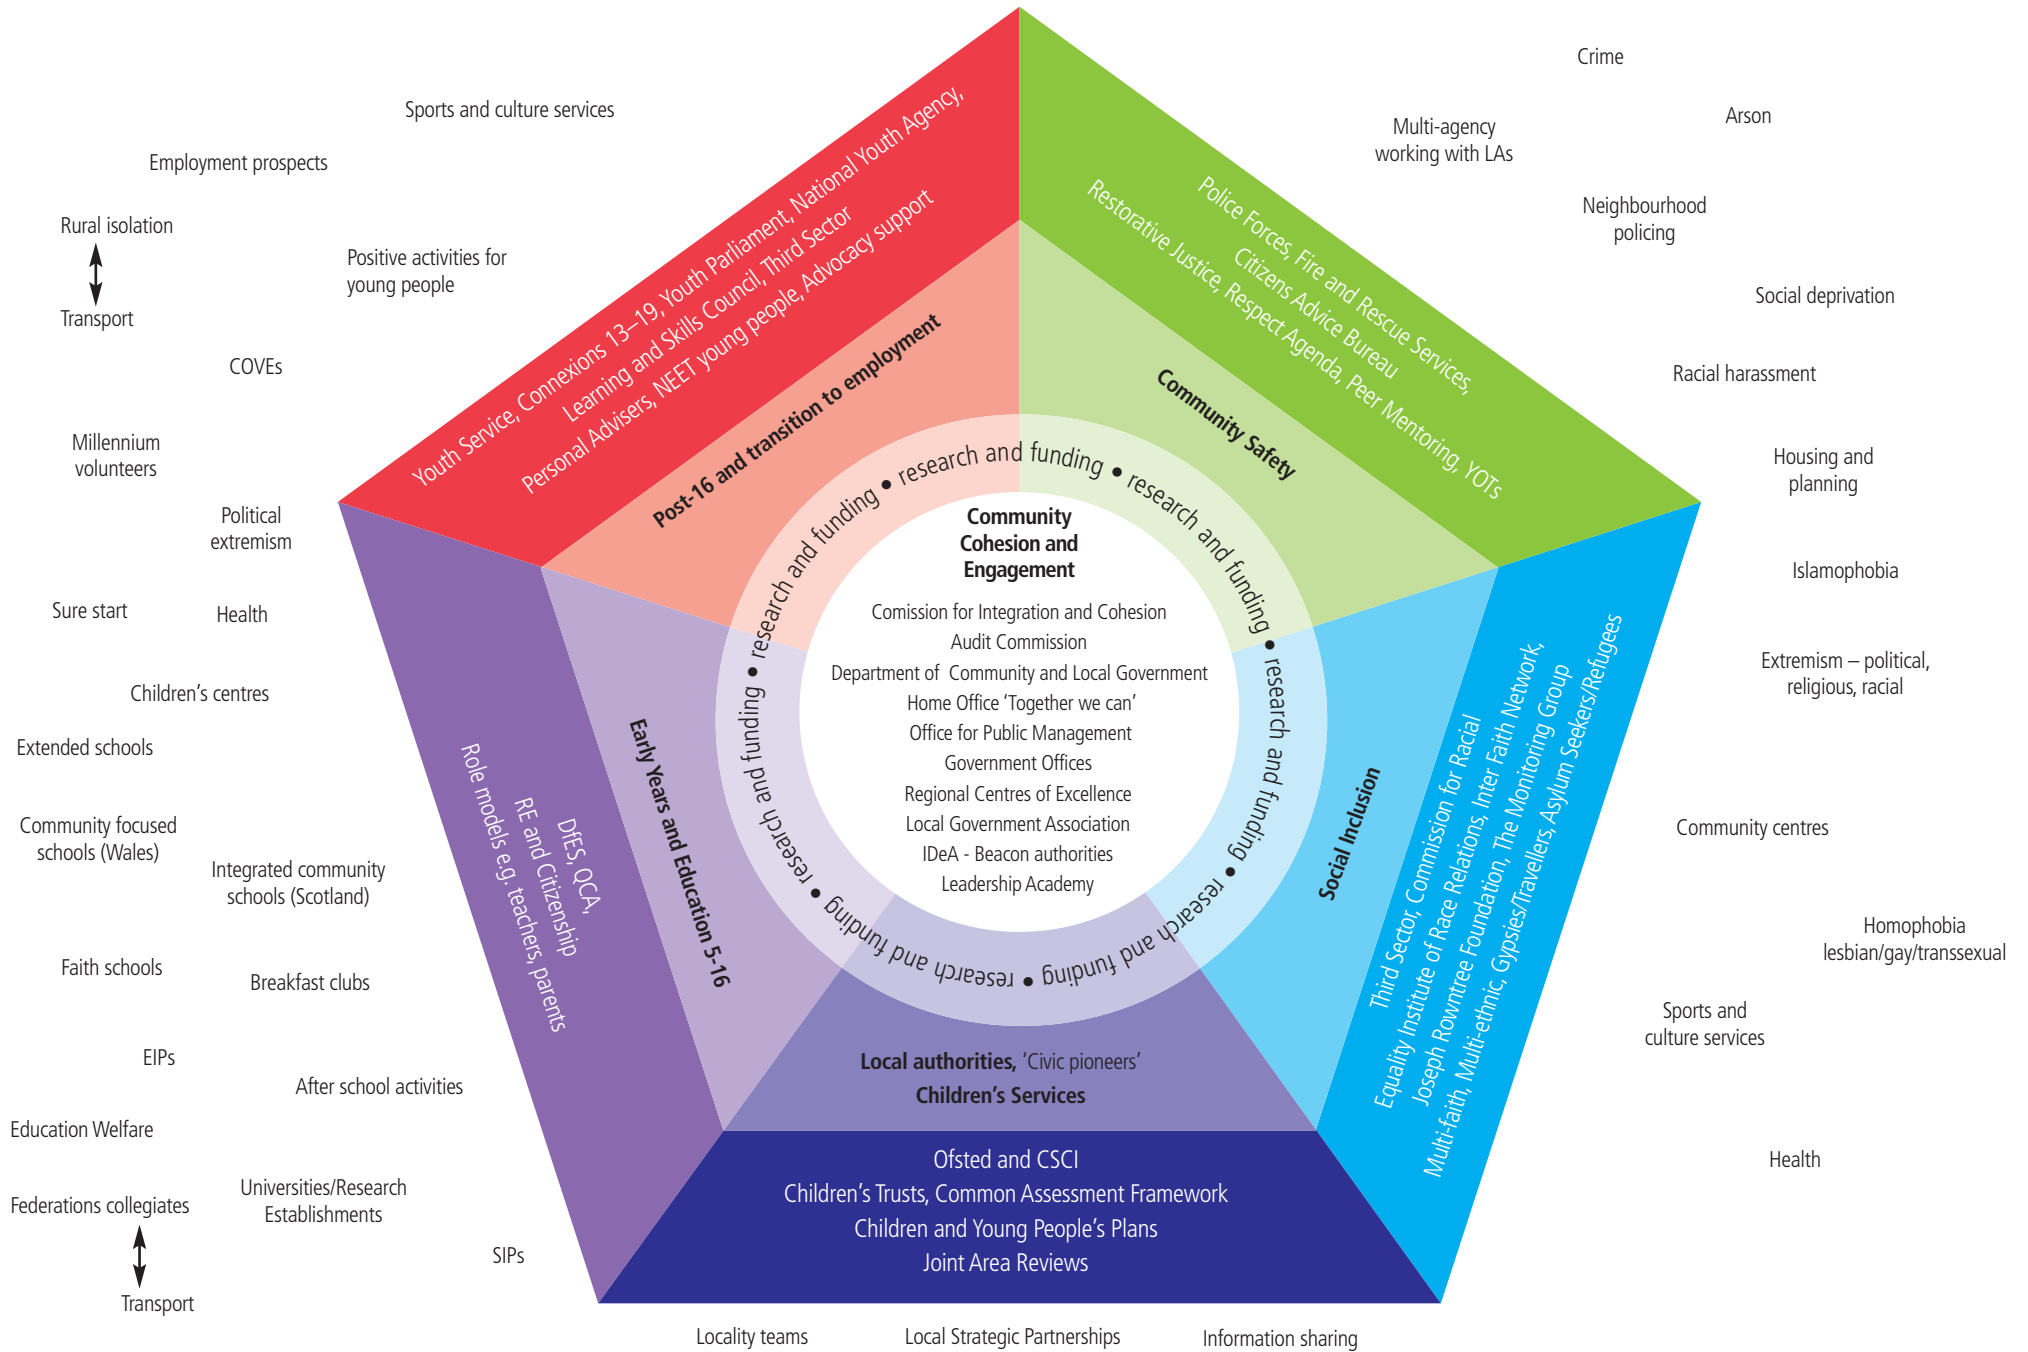 Sports and culture services
Employment prospects
Rural isolation
Transport
Positive activities for
young people
COVEs
Millennium
volunteers
Political
extremism
Sure start
Health
Children’s centres
Extended schools
Community focused
schools (Wales)
Integrated community
schools (Scotland)
Faith schools
Breakfast clubs
EIPs
After school activities
Education Welfare
Federations collegiates
Transport
Universities/Research
Establishments
SIPs
Youth Service, Connexions 13–19, Youth Parliament, National Youth Agency,
Learning and Skills Council, Third Sector
Personal Advisers, NEET young people, Advocacy support
Post-16 and transition to employment
Police Forces, Fire and Rescue Services,
Citizens Advice Bureau
Restorative Justice, Respect Agenda, Peer Mentoring, YOTs
Community Safety
research and funding • research and funding • research and funding • research and funding • research and funding • research and funding • research and funding •
Community
Cohesion and
Engagement
Comission for Integration and Cohesion
Audit Commission
Department of Community and Local Government
Home Office ‘Together we can’
Office for Public Management
Government Offices
Regional Centres of Excellence
Local Government Association
IDeA - Beacon authorities
Leadership Academy
Early Years and Education 5-16
DfES, QCA,
RE and Citizenship
Role models e.g. teachers, parents
Social Inclusion
Third Sector, Commission for Racial
Equality Institute of Race Relations, Inter Faith Network,
Joseph Rowntree Foundation, The Monitoring Group
Multi-faith, Multi-ethnic, Gypsies/Travellers, Asylum Seekers/Refugees
Local authorities, ‘Civic pioneers’
Children’s Services
Ofsted and CSCI
Children’s Trusts, Common Assessment Framework
Children and Young People’s Plans
Joint Area Reviews
Locality teams
Local Strategic Partnerships
Information sharing
Crime
Arson
Multi-agency
working with LAs
Neighbourhood
policing
Social deprivation
Racial harassment
Housing and
planning
Islamophobia
Extremism – political,
religious, racial
Community centres
Homophobia
lesbian/gay/transsexual
Sports and
culture services
Health